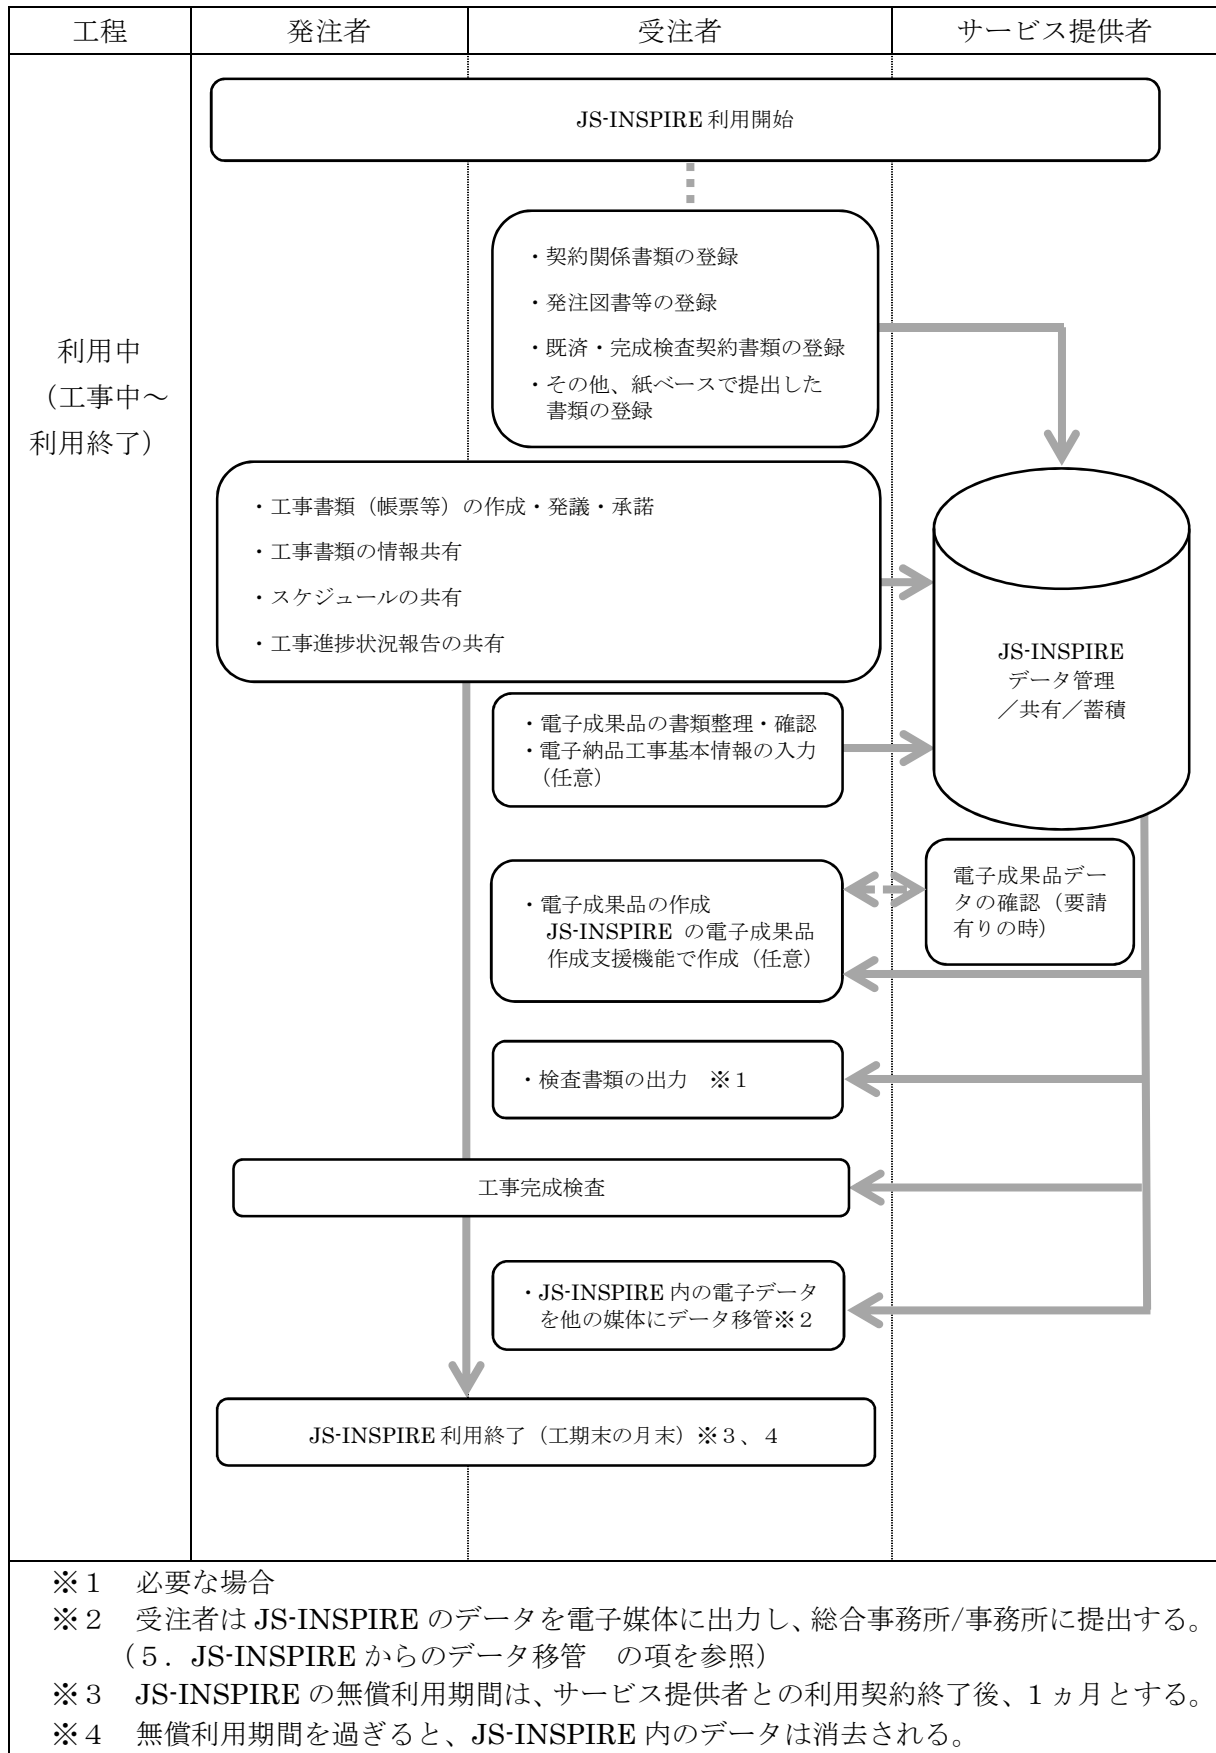 工程
発注者
受注者
サービス提供者
利用中
（工事中～
利用終了）
JS-INSPIRE 利用開始
・契約関係書類の登録
・発注図書等の登録
・既済・完成検査契約書類の登録
・その他、紙ベースで提出した
書類の登録
・工事書類（帳票等）の作成・発議・承諾
・工事書類の情報共有
・スケジュールの共有
・工事進捗状況報告の共有
JS-INSPIRE
データ管理
／共有／蓄積
・電子成果品の書類整理・確認
・電子納品工事基本情報の入力
（任意）
電子成果品デー
タの確認（要請
有りの時）
・電子成果品の作成
JS-INSPIRE の電子成果品
作成支援機能で作成（任意）
・検査書類の出力　※１
工事完成検査
・JS-INSPIRE 内の電子データ
を他の媒体にデータ移管※２
JS-INSPIRE 利用終了（工期末の月末）※３、４
※１　必要な場合
※２　受注者は JS-INSPIRE のデータを電子媒体に出力し、総合事務所/事務所に提出する。
（５．JS-INSPIRE からのデータ移管　の項を参照）
※３　JS-INSPIRE の無償利用期間は、サービス提供者との利用契約終了後、１ヵ月とする。
※４　無償利用期間を過ぎると、JS-INSPIRE 内のデータは消去される。